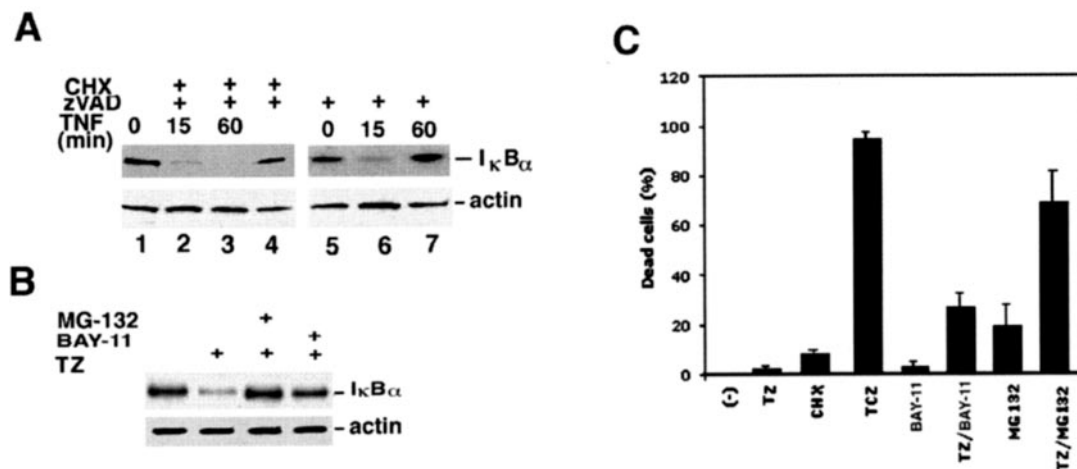 A
CHX + + +
zVAD + + + + + +
TNF 0 15 60 0 15 60
(min)
IκBα
actin
1 2 3 4 5 6 7
B
MG-132 +
BAY-11 +
TZ + + +
IκBα
actin
C
Dead cells (%)
120
100
80
60
40
20
0
(-)
TZ
CHX
TCZ
BAY-11
TZ/BAY-11
MG132
TZ/MG132